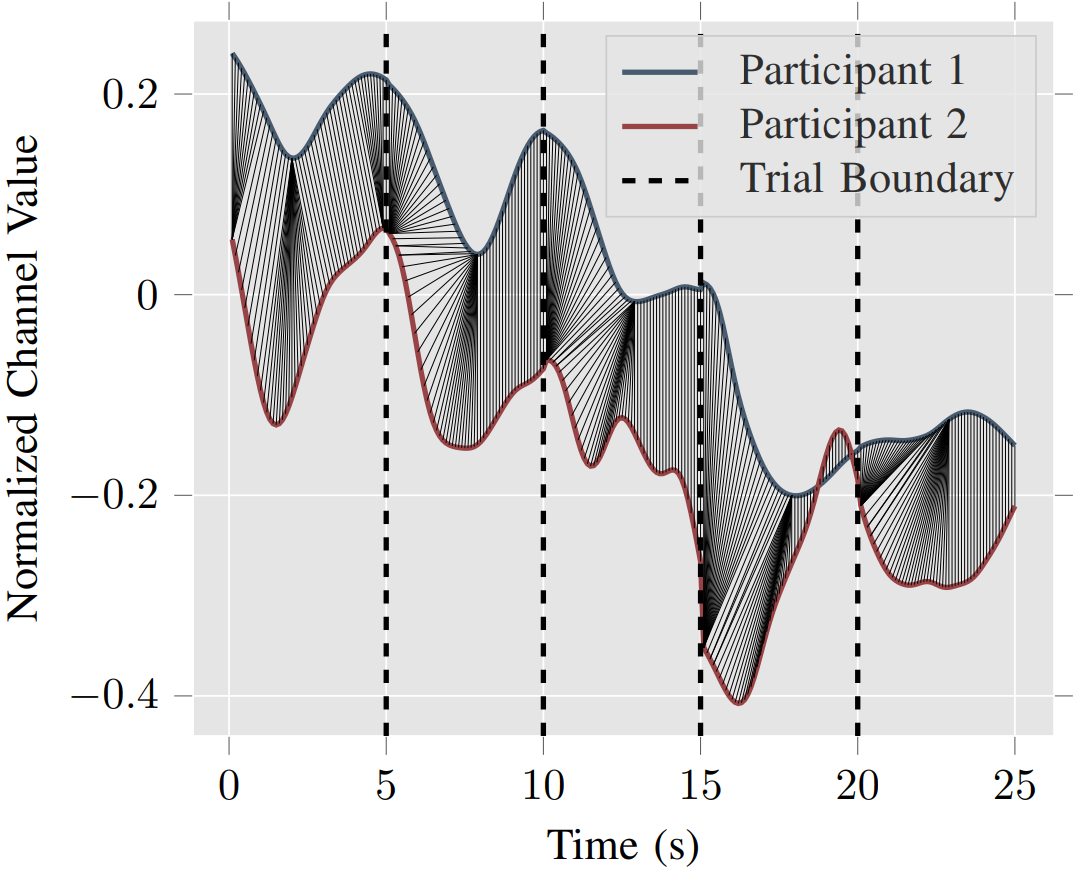 Participant 1
Participant 2
Trial Boundary
Normalized Channel Value
0.2
0
−0.2
−0.4
0 5 10 15 20 25
Time (s)